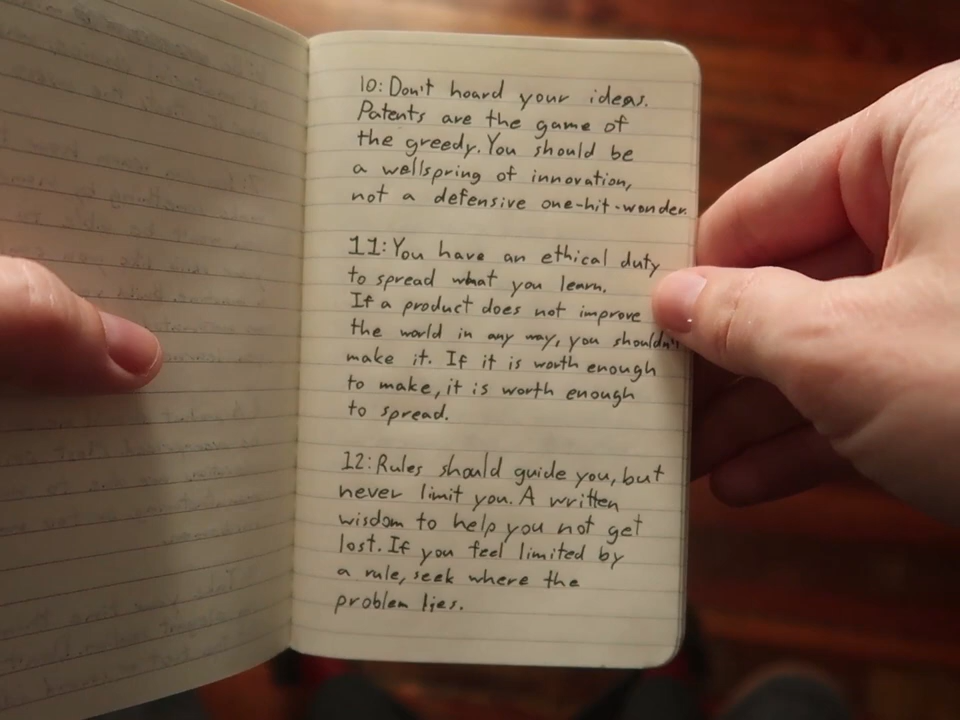 10: Don't hoard your ideas.
Patents are the game of
the greedy. You should be
a wellspring of innovation,
not a defensive one-hit-wonder.
11: You have an ethical duty
to spread what you learn.
If a product does not improve
the world in any way, you shouldn't
make it. If it is worth enough
to make, it is worth enough
to spread.
12: Rules should guide you, but
never limit you. A written
wisdom to help you not get
lost. If you feel limited by
a rule, seek where the
problem lies.